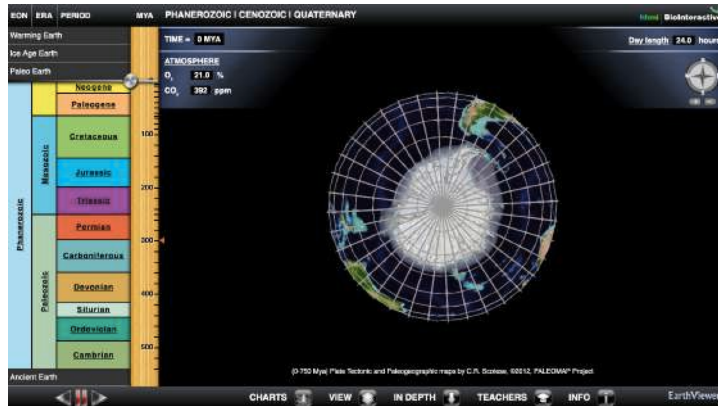 EON ERA PERIOD MYA PHANEROZOIC | CENOZOIC | QUATERNARY
hhmi BioInteractive
Warming Earth
Ice Age Earth
Paleo Earth
TIME = 0 MYA
Day length 24.0 hours
ATMOSPHERE
O₂ 21.0 %
CO₂ 392 ppm
Neogene
Paleogene
Cretaceous
Jurassic
Triassic
Permian
Carboniferous
Devonian
Silurian
Ordovician
Cambrian
Mesozoic
Paleozoic
Phanerozoic
100
200
300
400
500
Ancient Earth
(0-750 Mya) Plate Tectonic and Paleogeographic maps by C.R. Scotese, ©2012, PALEOMAP Project
CHARTS VIEW IN DEPTH TEACHERS INFO EarthViewer